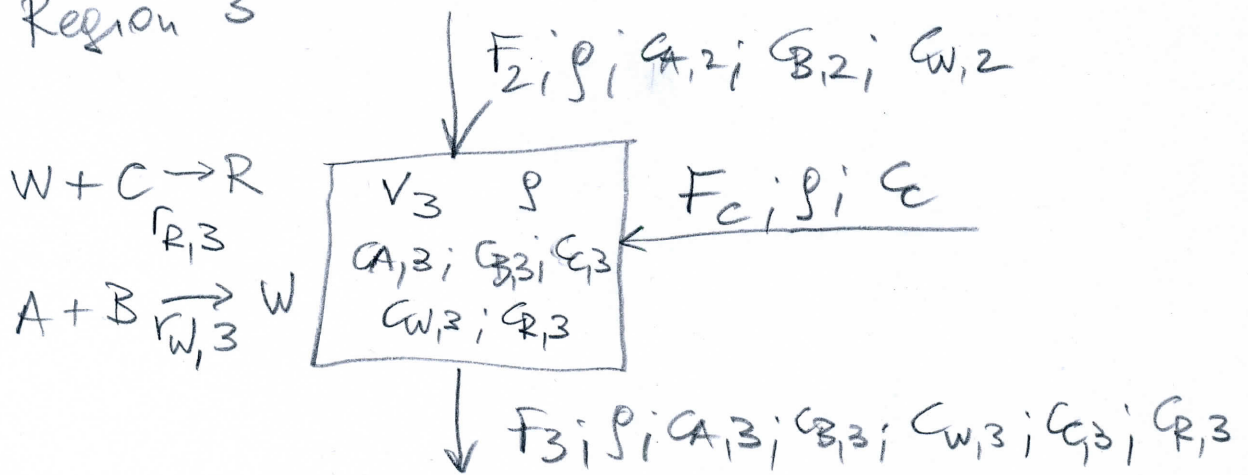 Region 3
F2; ρ; CA,2; CB,2; CW,2
W + C → R
rR,3
A + B → W
rW,3
V3 ρ
CA,3; CB,3; CC,3
CW,3; CR,3
FC; ρ; CC
F3; ρ; CA,3; CB,3; CW,3; CC,3; CR,3